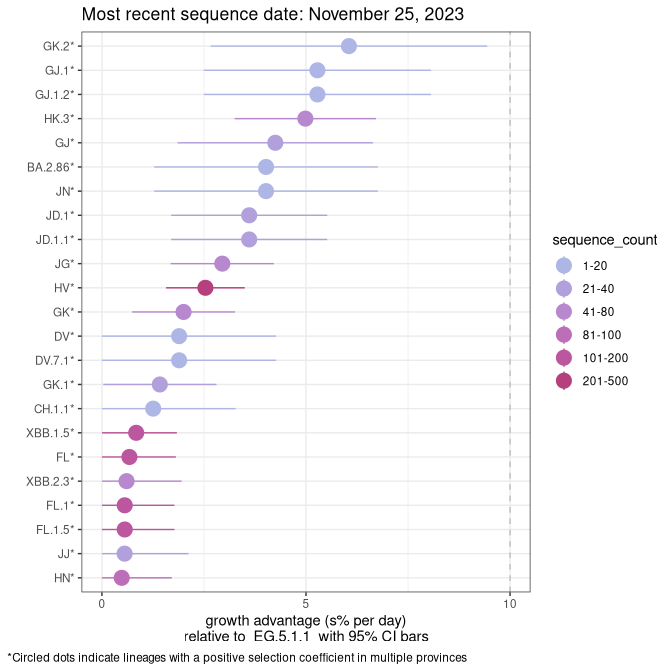 Most recent sequence date: November 25, 2023
GK.2*
GJ.1*
GJ.1.2*
HK.3*
GJ*
BA.2.86*
JN*
JD.1*
JD.1.1*
JG*
HV*
GK*
DV*
DV.7.1*
GK.1*
CH.1.1*
XBB.1.5*
FL*
XBB.2.3*
FL.1*
FL.1.5*
JJ*
HN*
0 5 10
growth advantage (s% per day)
relative to EG.5.1.1 with 95% CI bars
sequence_count
1-20
21-40
41-80
81-100
101-200
201-500
*Circled dots indicate lineages with a positive selection coefficient in multiple provinces